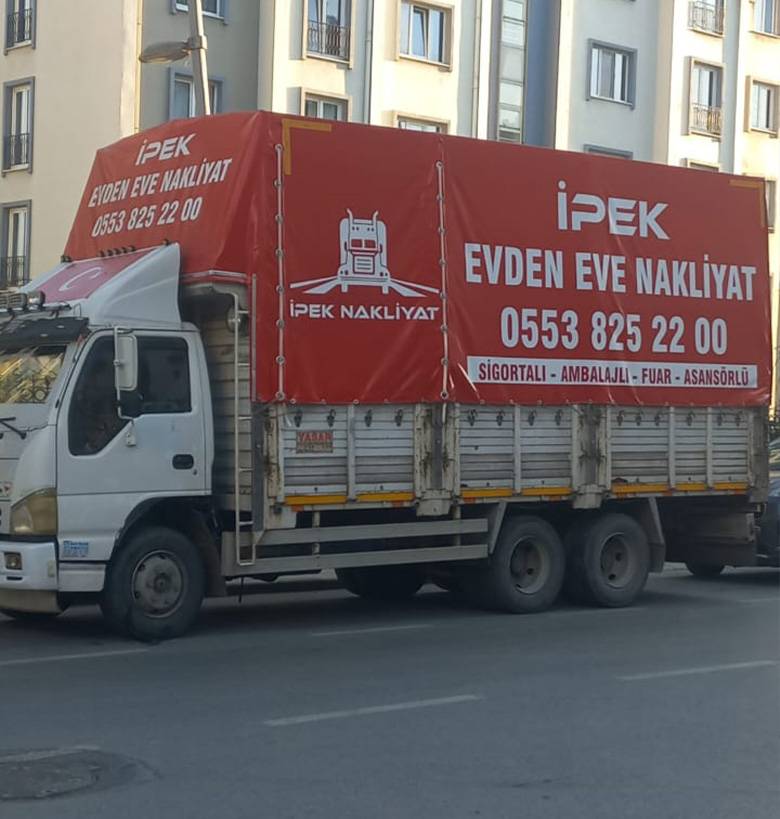 İPEK
EVDEN EVE NAKLİYAT
0553 825 22 00
İPEK NAKLİYAT
İPEK
EVDEN EVE NAKLİYAT
0553 825 22 00
SİGORTALI - AMBALAJLI - FUAR - ASANSÖRLÜ
YAŞAR